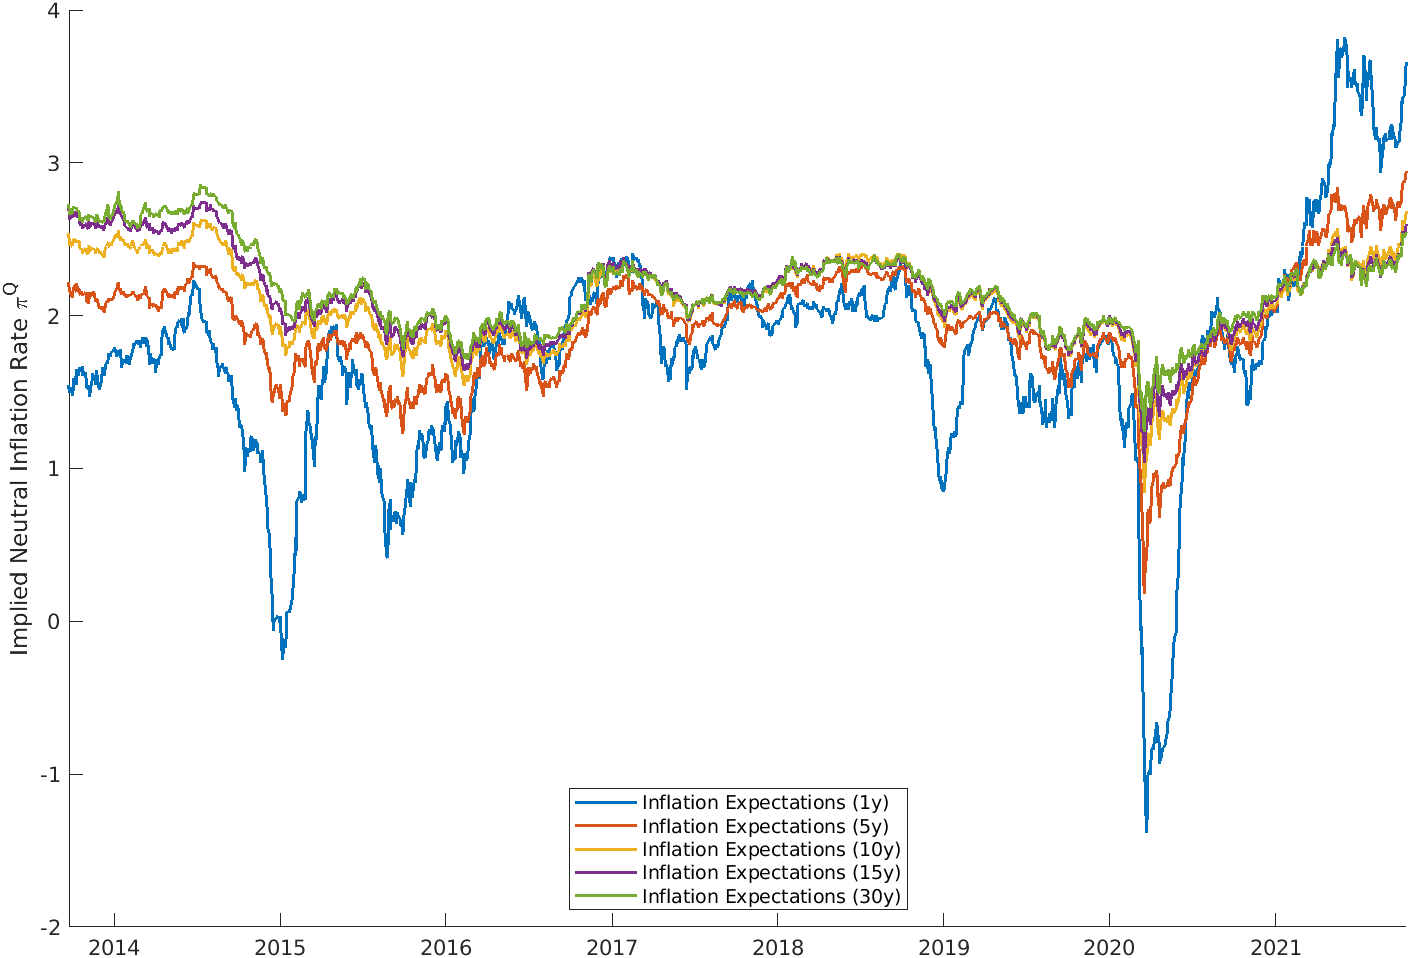 4
3
2
1
0
-1
-2
Implied Neutral Inflation Rate π^Q
2014 2015 2016 2017 2018 2019 2020 2021
Inflation Expectations (1y)
Inflation Expectations (5y)
Inflation Expectations (10y)
Inflation Expectations (15y)
Inflation Expectations (30y)